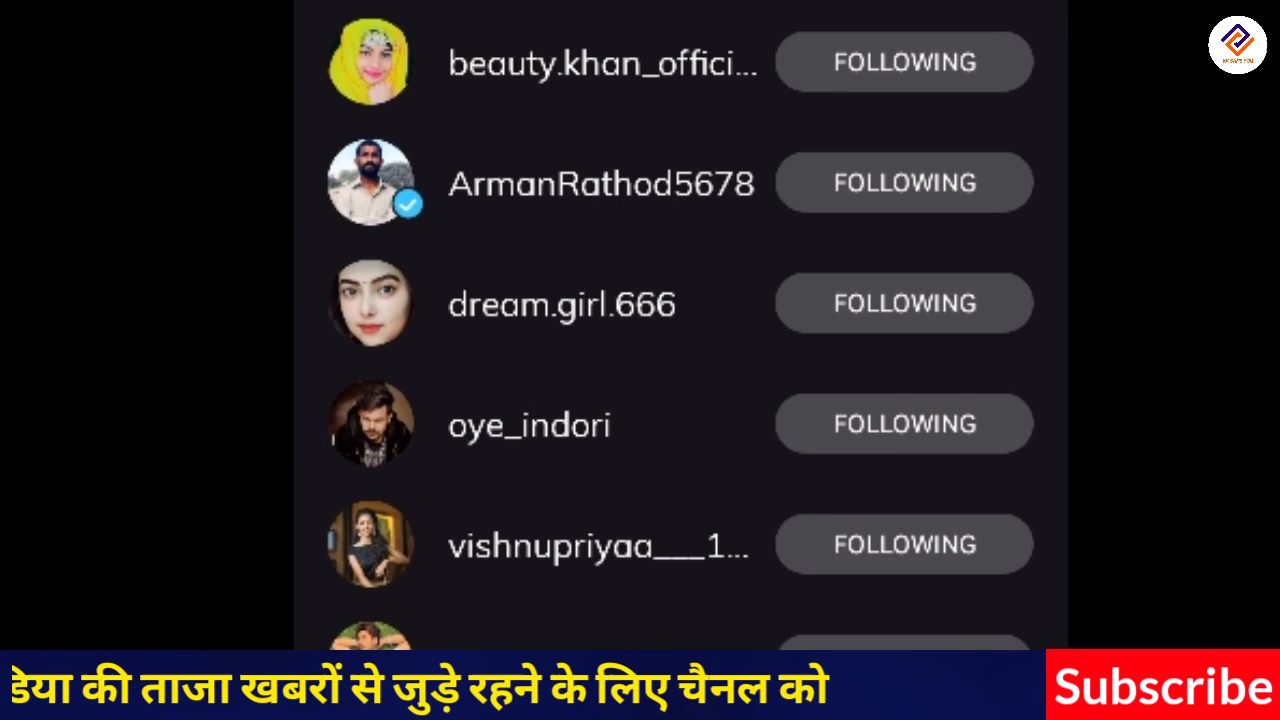 beauty.khan_offici... FOLLOWING
ArmanRathod5678 FOLLOWING
dream.girl.666 FOLLOWING
oye_indori FOLLOWING
vishnupriyaa___1... FOLLOWING
की ताजा खबरों से जुड़े रहने के लिए चैनल को Subscribe